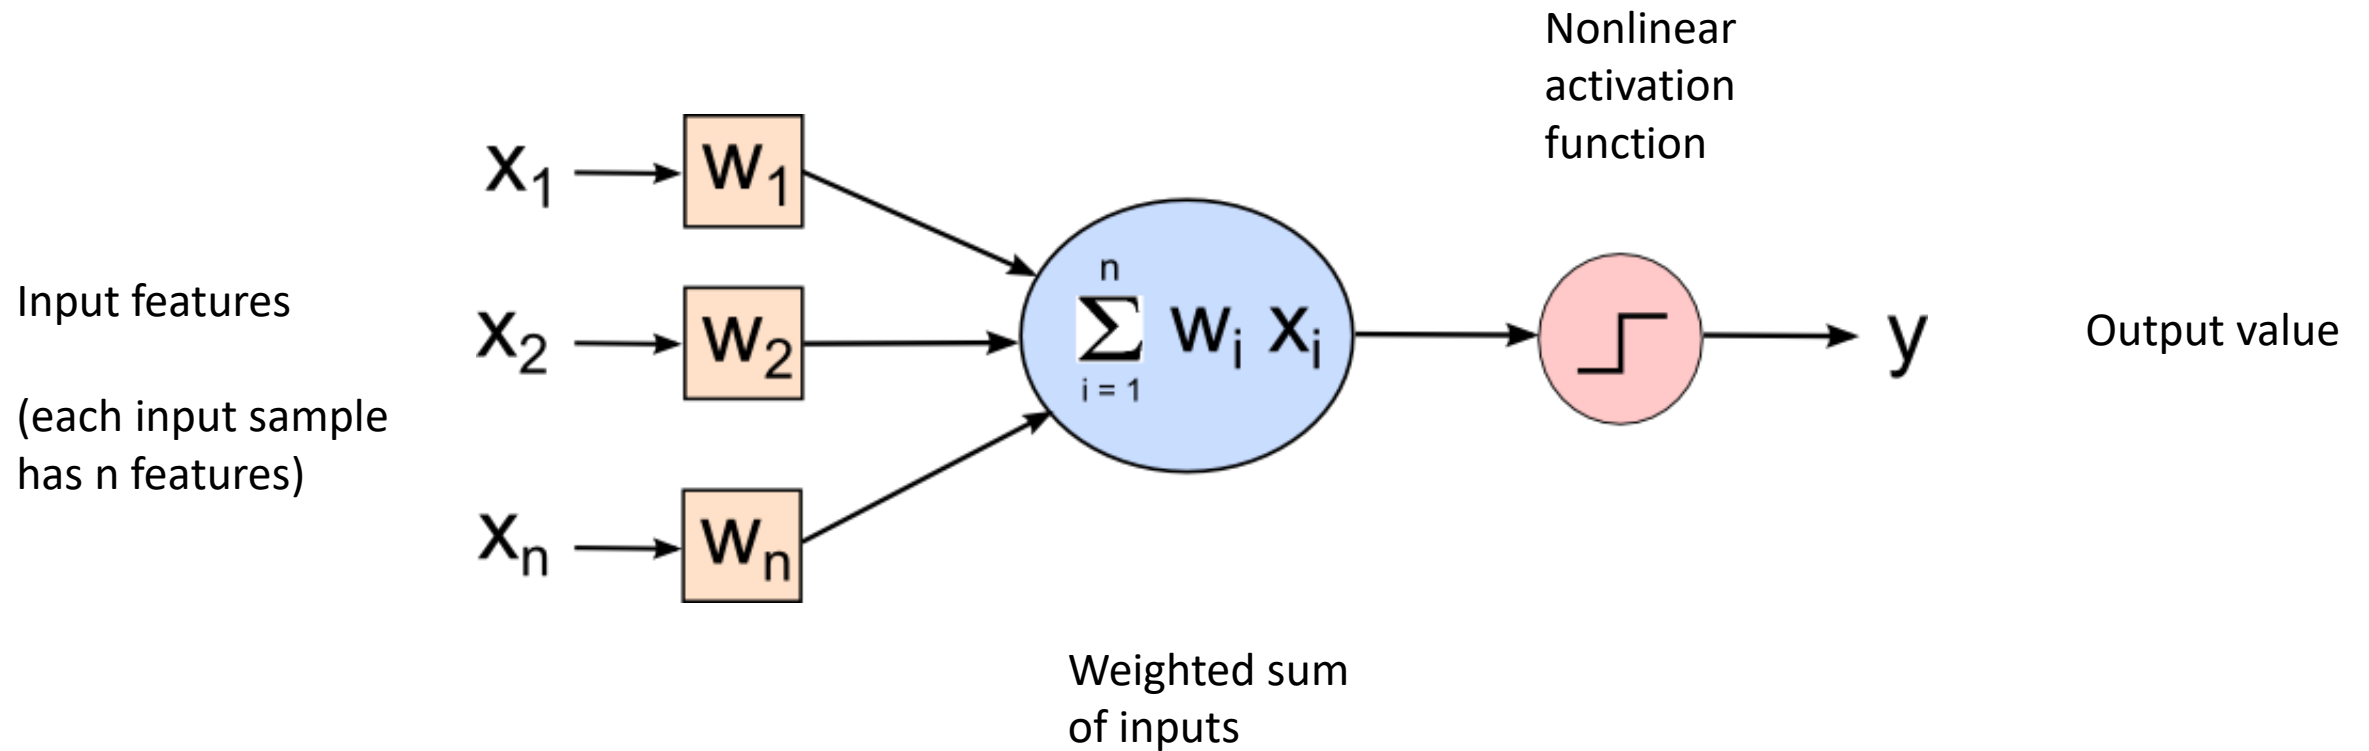 Nonlinear
activation
function
x1
w1
Input features
x2
w2
n
∑ wi xi
i = 1
y
Output value
(each input sample
has n features)
xn
wn
Weighted sum
of inputs